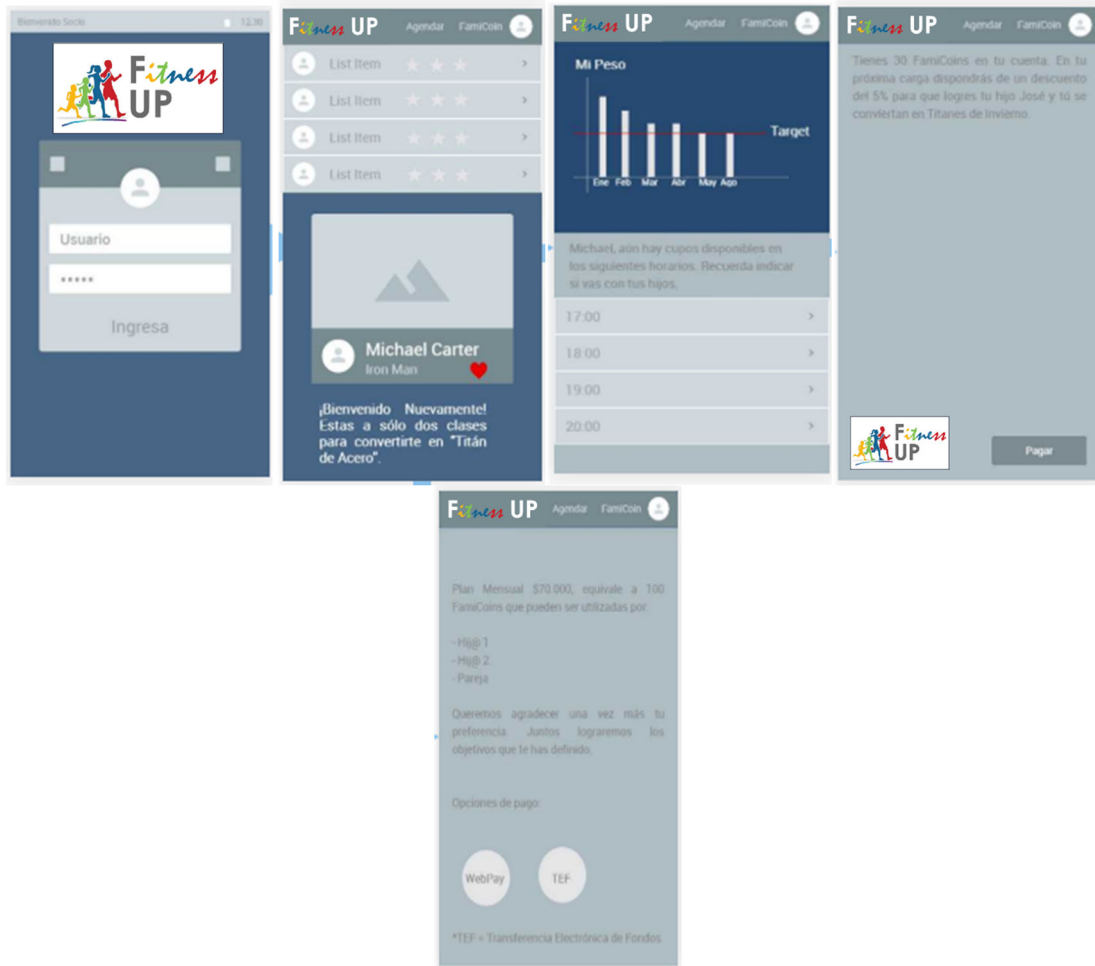 Bienvenido Socio 12.30
Fitness
UP
Usuario
*****
Ingresa
Fitness UP Agendar FamiCoin
List Item
List Item
List Item
List Item
Michael Carter
Iron Man
¡Bienvenido Nuevamente!
Estas a sólo dos clases
para convertirte en "Titán
de Acero".
Fitness UP Agendar FamiCoin
Mi Peso
Target
Ene Feb Mar Abr May Ago
Michael, aún hay cupos disponibles en
los siguientes horarios. Recuerda indicar
si vas con tus hijos.
17:00
18:00
19:00
20:00
Fitness UP Agendar FamiCoin
Tienes 30 FamiCoins en tu cuenta. En tu
próxima carga dispondrás de un descuento
del 5% para que logres tu hijo José y tú se
conviertan en Titanes de Invierno.
Fitness
UP
Pagar
Fitness UP Agendar FamiCoin
Plan Mensual $70.000, equivale a 100
FamiCoins que pueden ser utilizadas por:
- Hij@ 1
- Hij@ 2
- Pareja
Queremos agradecer una vez más tu
preferencia. Juntos lograremos los
objetivos que te has definido.
Opciones de pago:
WebPay TEF
*TEF = Transferencia Electrónica de Fondos